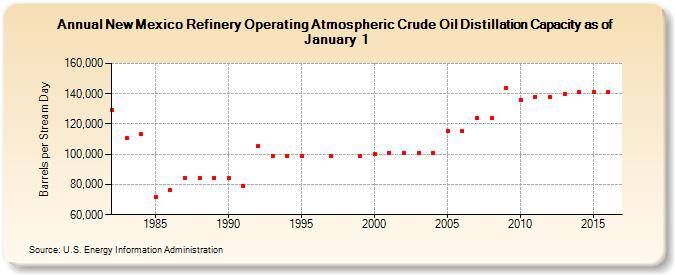 Annual New Mexico Refinery Operating Atmospheric Crude Oil Distillation Capacity as of
January 1
Barrels per Stream Day
160,000
140,000
120,000
100,000
80,000
60,000
1985 1990 1995 2000 2005 2010 2015
Source: U.S. Energy Information Administration